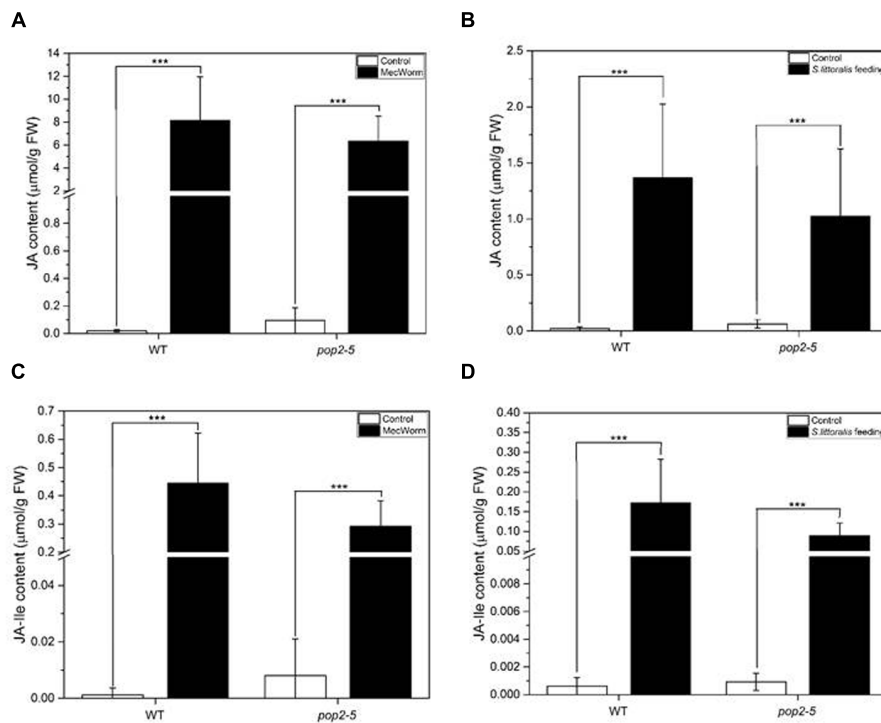 A
JA content (μmol/g FW)
14
12
10
8
6
4
2
0.8
0.6
0.4
0.2
0.0
***
***
Control
MecWorm
WT
pop2-5
B
JA content (μmol/g FW)
2.5
2.0
1.5
1.0
0.5
0.0
***
***
Control
S.littoralis feeding
WT
pop2-5
C
JA-Ile content (μmol/g FW)
0.7
0.6
0.5
0.4
0.3
0.2
0.04
0.02
0.00
***
***
Control
MecWorm
WT
pop2-5
D
JA-Ile content (μmol/g FW)
0.40
0.35
0.30
0.25
0.20
0.15
0.10
0.05
0.008
0.006
0.004
0.002
0.000
***
***
Control
S.littoralis feeding
WT
pop2-5